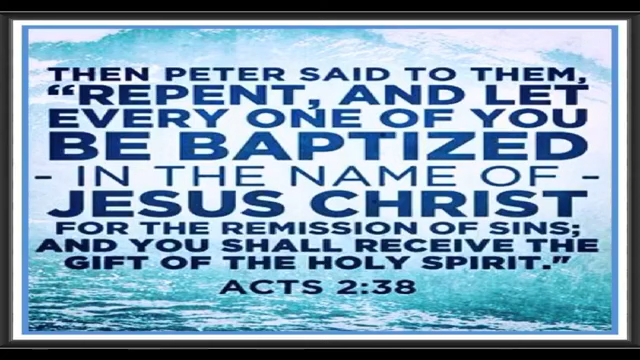 THEN PETER SAID TO THEM,
“REPENT, AND LET
EVERY ONE OF YOU
BE BAPTIZED
- IN THE NAME OF -
JESUS CHRIST
FOR THE REMISSION OF SINS;
AND YOU SHALL RECEIVE THE
GIFT OF THE HOLY SPIRIT.”
ACTS 2:38